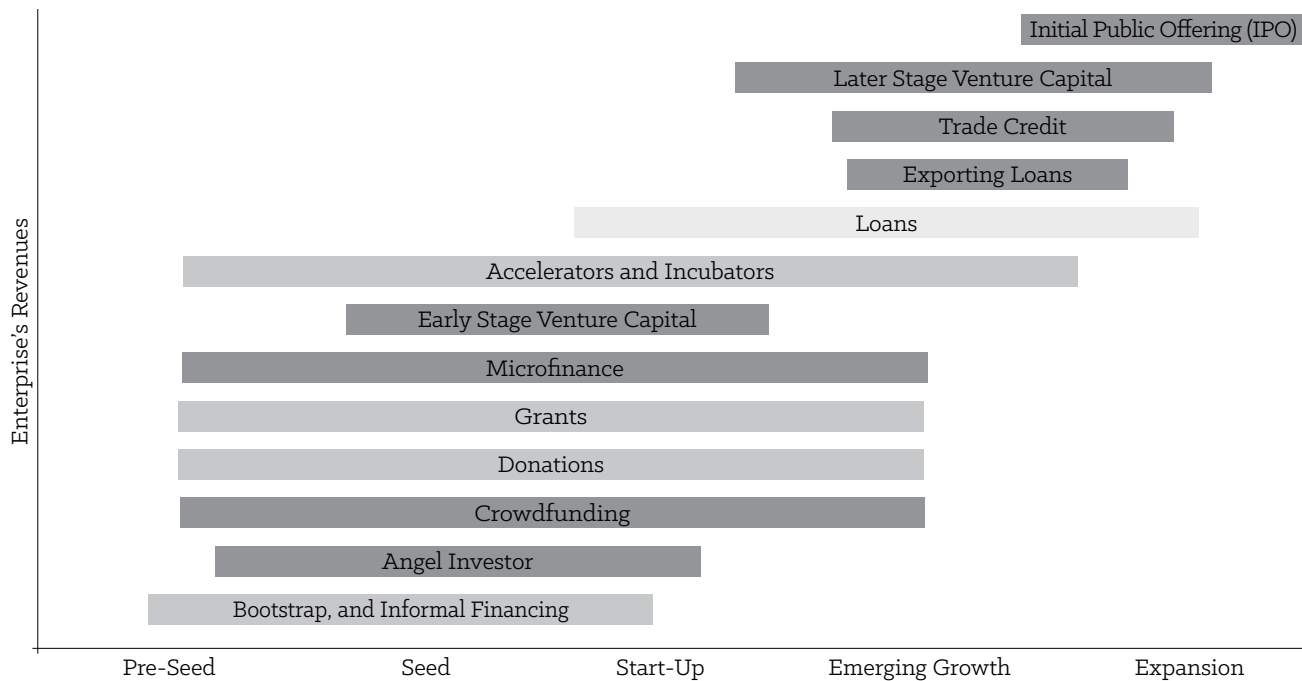 Initial Public Offering (IPO)
Later Stage Venture Capital
Trade Credit
Exporting Loans
Loans
Accelerators and Incubators
Early Stage Venture Capital
Microfinance
Grants
Donations
Crowdfunding
Angel Investor
Bootstrap, and Informal Financing
Enterprise's Revenues
Pre-Seed Seed Start-Up Emerging Growth Expansion